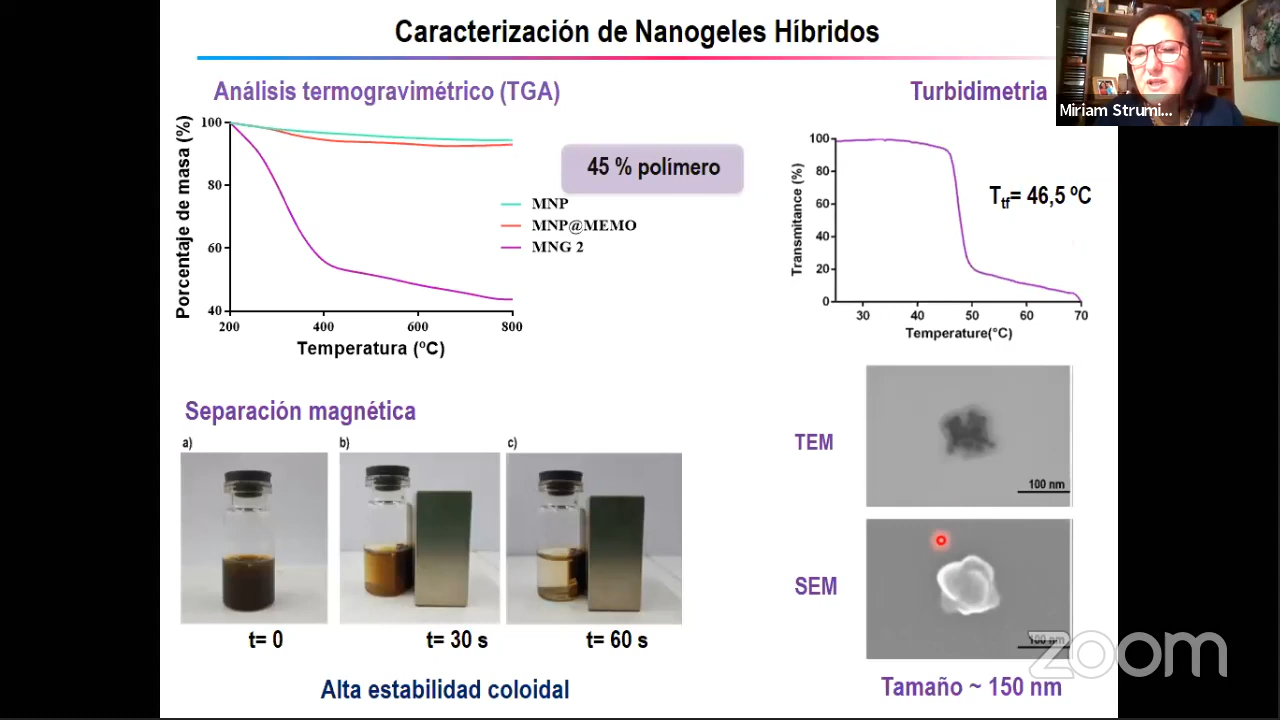 Caracterización de Nanogeles Híbridos
Miriam Strumi...
Análisis termogravimétrico (TGA)
Porcentaje de masa (%)
100
80
60
40
200
400
600
800
Temperatura (ºC)
45 % polímero
MNP
MNP@MEMO
MNG 2
Turbidimetria
Transmitance (%)
100
80
60
40
20
0
30
40
50
60
70
Temperature(°C)
Ttf= 46,5 ºC
Separación magnética
a)
b)
c)
t= 0
t= 30 s
t= 60 s
Alta estabilidad coloidal
TEM
100 nm
SEM
100 nm
Tamaño ~ 150 nm
zoom